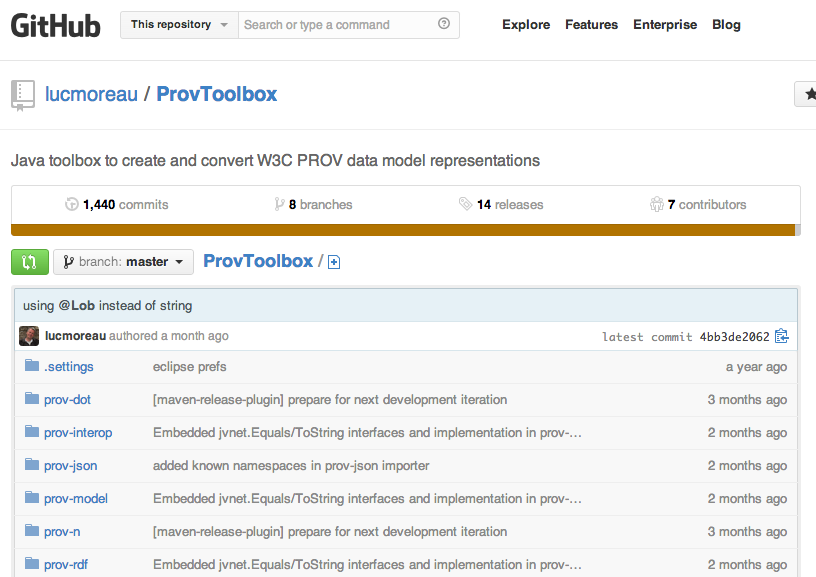 GitHub This repository Search or type a command Explore Features Enterprise Blog
lucmoreau / ProvToolbox
Java toolbox to create and convert W3C PROV data model representations
1,440 commits 8 branches 14 releases 7 contributors
branch: master ProvToolbox /
using @Lob instead of string
lucmoreau authored a month ago latest commit 4bb3de2062
.settings eclipse prefs a year ago
prov-dot [maven-release-plugin] prepare for next development iteration 3 months ago
prov-interop Embedded jvnet.Equals/ToString interfaces and implementation in prov-... 2 months ago
prov-json added known namespaces in prov-json importer 2 months ago
prov-model Embedded jvnet.Equals/ToString interfaces and implementation in prov-... 2 months ago
prov-n [maven-release-plugin] prepare for next development iteration 3 months ago
prov-rdf Embedded jvnet.Equals/ToString interfaces and implementation in prov-... 2 months ago